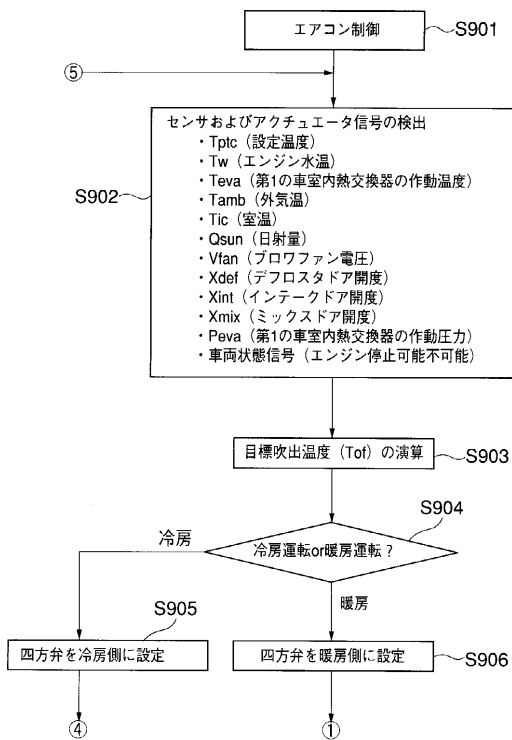 エアコン制御
S901
⑤
センサおよびアクチュエータ信号の検出
・Tptc（設定温度）
・Tw（エンジン水温）
・Teva（第1の車室内熱交換器の作動温度）
・Tamb（外気温）
・Tic（室温）
・Qsun（日射量）
・Vfan（ブロワファン電圧）
・Xdef（デフロスタドア開度）
・Xint（インテークドア開度）
・Xmix（ミックスドア開度）
・Peva（第1の車室内熱交換器の作動圧力）
・車両状態信号（エンジン停止可能不可能）
S902
目標吹出温度（Tof）の演算
S903
S904
冷房運転or暖房運転？
冷房
暖房
S905
四方弁を冷房側に設定
四方弁を暖房側に設定
S906
④
①